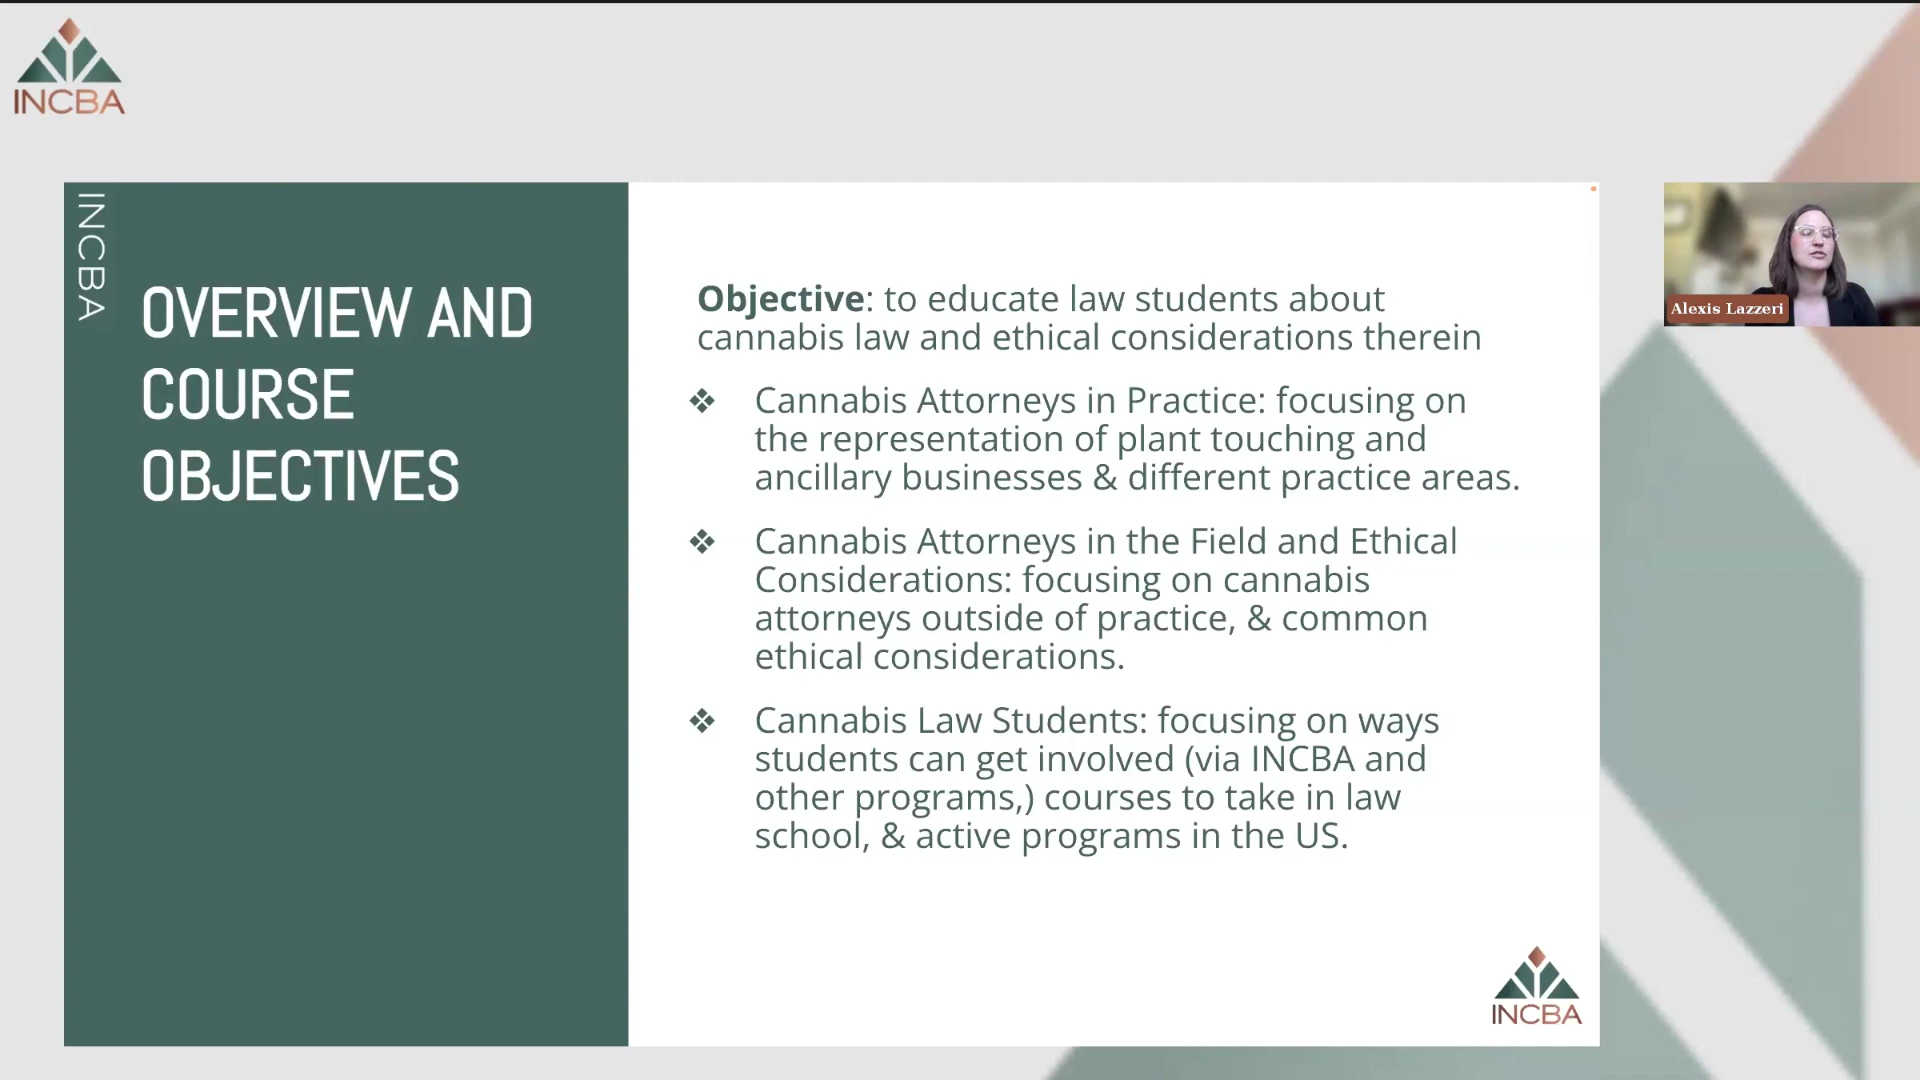 INCBA
INCBA
OVERVIEW AND
COURSE
OBJECTIVES
Objective: to educate law students about
cannabis law and ethical considerations therein
❖ Cannabis Attorneys in Practice: focusing on
the representation of plant touching and
ancillary businesses & different practice areas.
❖ Cannabis Attorneys in the Field and Ethical
Considerations: focusing on cannabis
attorneys outside of practice, & common
ethical considerations.
❖ Cannabis Law Students: focusing on ways
students can get involved (via INCBA and
other programs,) courses to take in law
school, & active programs in the US.
INCBA
Alexis Lazzeri